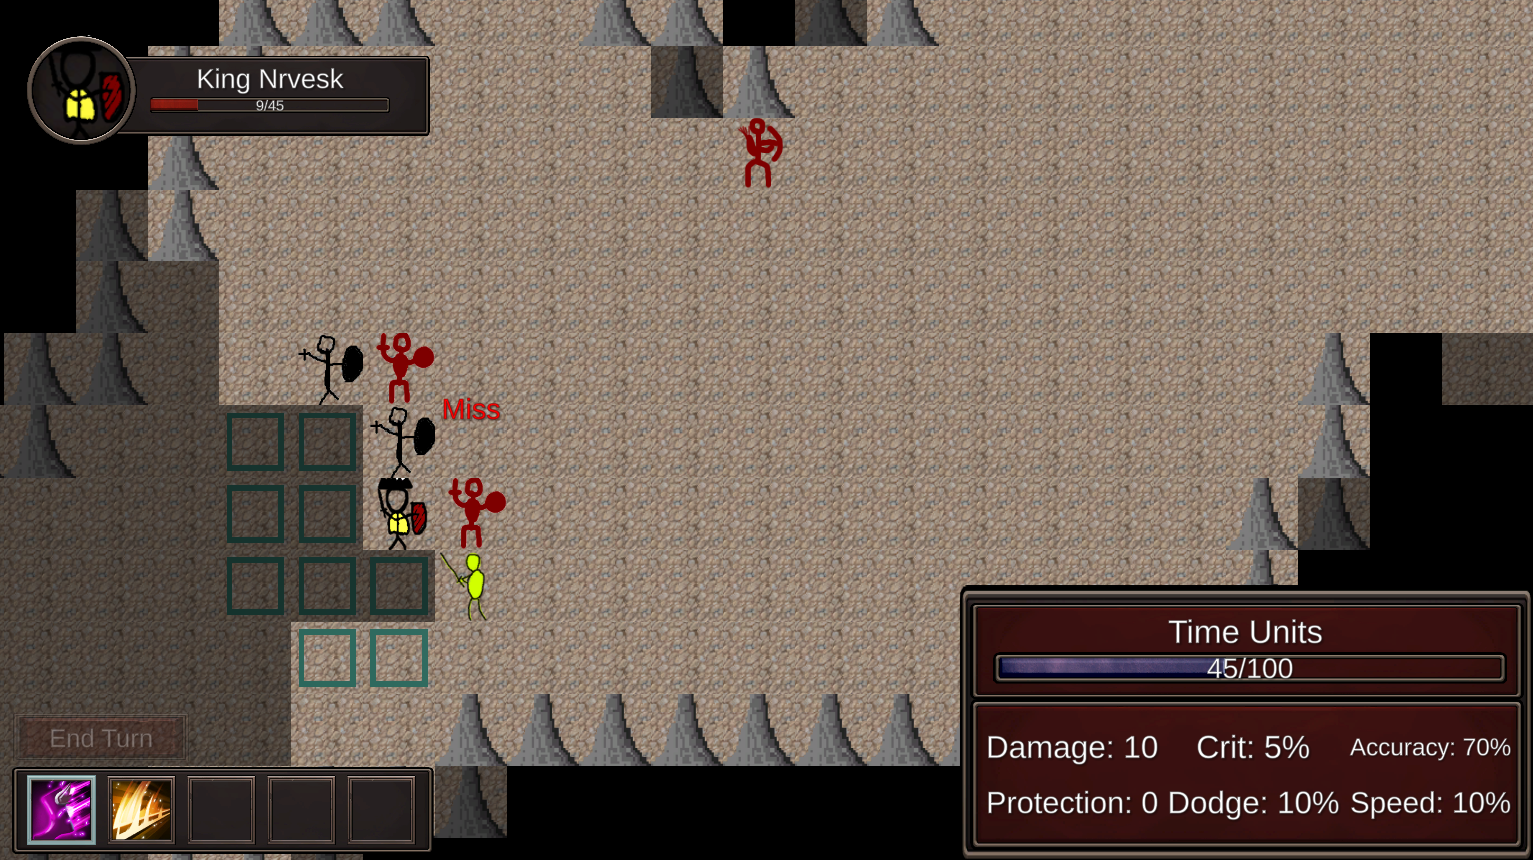 King Nrvesk
9/45
Miss
Time Units
45/100
End Turn
Damage: 10 Crit: 5% Accuracy: 70%
Protection: 0 Dodge: 10% Speed: 10%